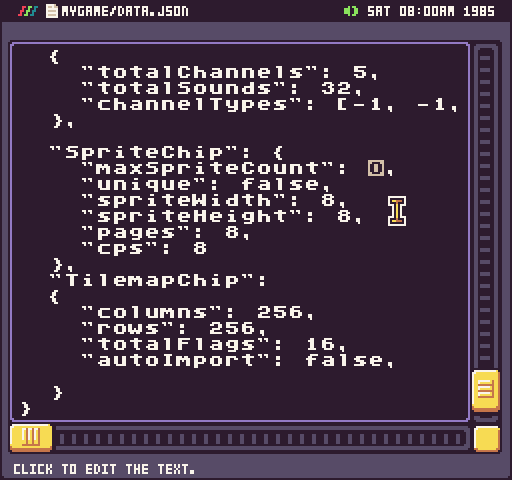 MYGAME/DATA.JSON
SAT 08:00AM 1985
{
"totalChannels": 5,
"totalSounds": 32,
"channelTypes": [-1, -1,
},
"SpriteChip": {
"maxSpriteCount": 0,
"unique": false,
"spriteWidth": 8,
"spriteHeight": 8,
"pages": 8,
"cps": 8
},
"TilemapChip":
{
"columns": 256,
"rows": 256,
"totalFlags": 16,
"autoImport": false,
}
}
CLICK TO EDIT THE TEXT.